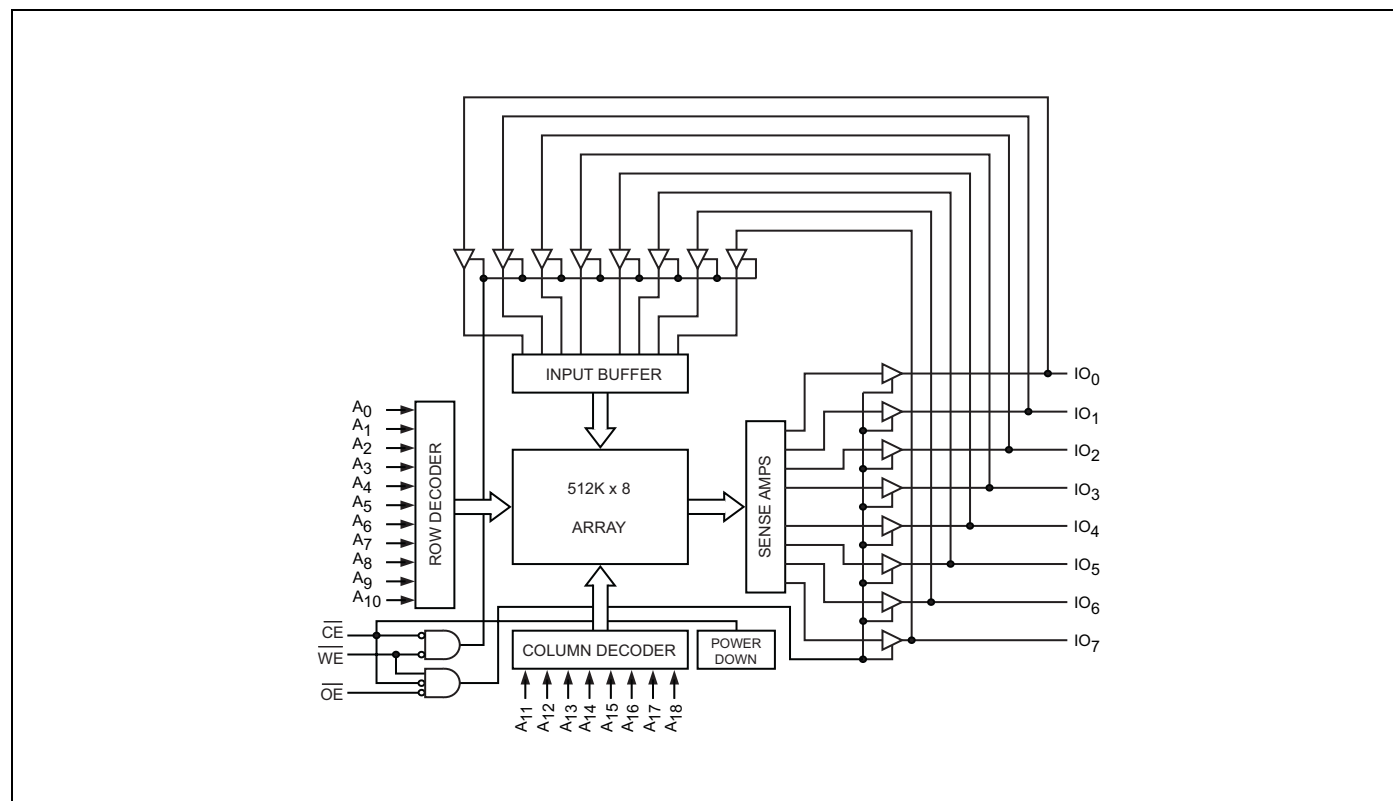 INPUT BUFFER
A0
A1
A2
A3
A4
A5
A6
A7
A8
A9
A10
ROW DECODER
512K x 8
ARRAY
SENSE AMPS
IO0
IO1
IO2
IO3
IO4
IO5
IO6
IO7
CE
WE
OE
COLUMN DECODER
POWER
DOWN
A11
A12
A13
A14
A15
A16
A17
A18